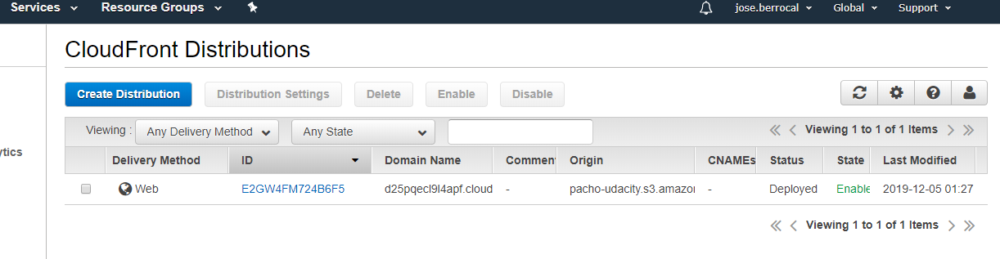 Services Resource Groups jose.berrocal Global Support
CloudFront Distributions
Create Distribution Distribution Settings Delete Enable Disable
Viewing : Any Delivery Method Any State Viewing 1 to 1 of 1 Items
ytics
Delivery Method ID Domain Name Commen Origin CNAMEs Status State Last Modified
Web E2GW4FM724B6F5 d25pqecl9l4apf.cloud - pacho-udacity.s3.amazo - Deployed Enable 2019-12-05 01:27
Viewing 1 to 1 of 1 Items